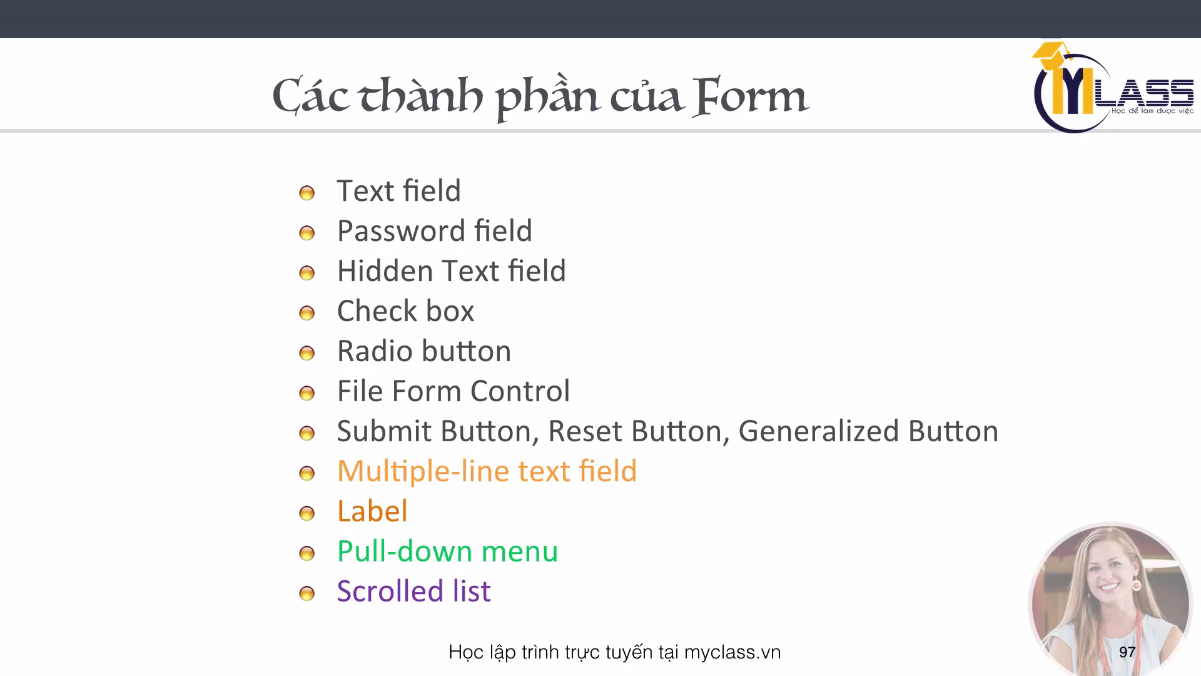 Các thành phần của Form
MYCLASS
Học để làm được việc
Text field
Password field
Hidden Text field
Check box
Radio button
File Form Control
Submit Button, Reset Button, Generalized Button
Multiple-line text field
Label
Pull-down menu
Scrolled list
Học lập trình trực tuyến tại myclass.vn
97